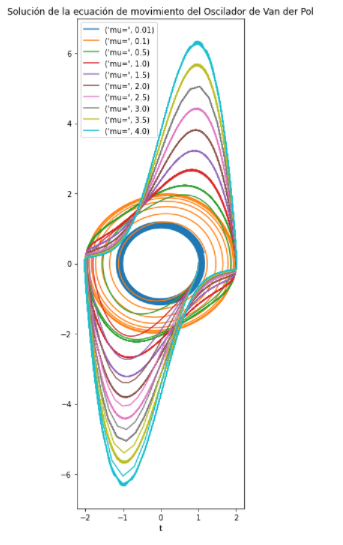 Solución de la ecuación de movimiento del Oscilador de Van der Pol
('mu=', 0.01)
('mu=', 0.1)
('mu=', 0.5)
('mu=', 1.0)
('mu=', 1.5)
('mu=', 2.0)
('mu=', 2.5)
('mu=', 3.0)
('mu=', 3.5)
('mu=', 4.0)
6
4
2
0
−2
−4
−6
−2 −1 0 1 2
t